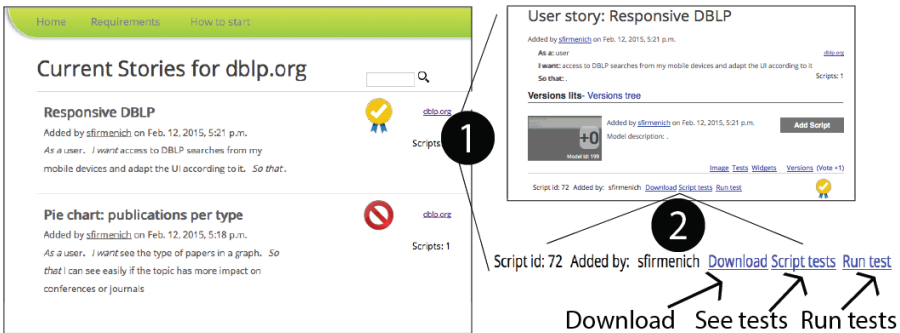 Home Requirements How to start
Current Stories for dblp.org
Responsive DBLP
dblp.org
Added by sfirmenich on Feb. 12, 2015, 5:21 p.m.
As a user. I want access to DBLP searches from my
Scripts:
mobile devices and adapt the UI according to it. So that .
Pie chart: publications per type
dblp.org
Added by sfirmenich on Feb. 12, 2015, 5:18 p.m.
As a user. I want see the type of papers in a graph. So
Scripts: 1
that I can see easily if the topic has more impact on
conferences or journals
1
User story: Responsive DBLP
Added by sfirmenich on Feb. 12, 2015, 5:21 p.m.
As a: user
dblp.org
I want: access to DBLP searches from my mobile devices and adapt the UI according to it
So that: .
Scripts: 1
Versions lits- Versions tree
Added by sfirmenich on Feb. 12, 2015, 5:21 p.m.
Add Script
+0
Model description: .
Model id: 199
Image Tests Widgets Versions (Vote +1)
Script id: 72 Added by: sfirmenich Download Script tests Run test
2
Script id: 72 Added by: sfirmenich Download Script tests Run test
Download See tests Run tests